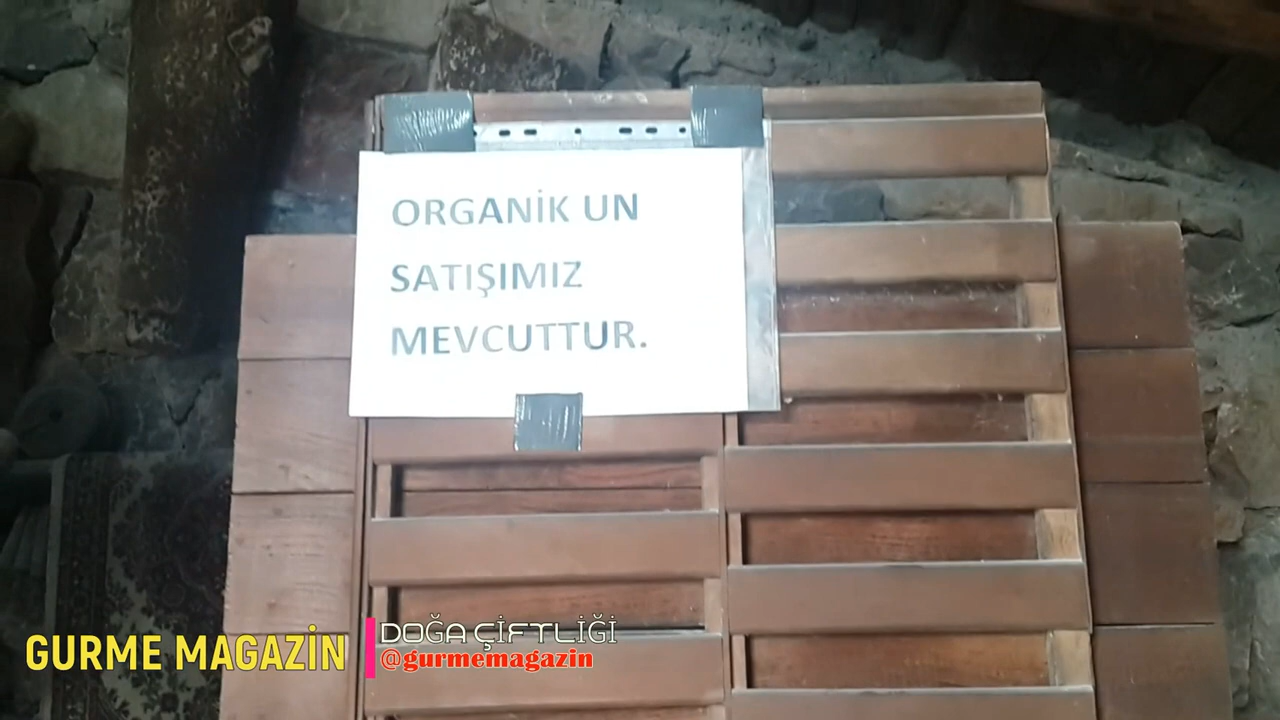 ORGANİK UN
SATIŞIMIZ
MEVCUTTUR.
GURME MAGAZİN
DOĞA ÇİFTLİĞİ
@gurmemagazin